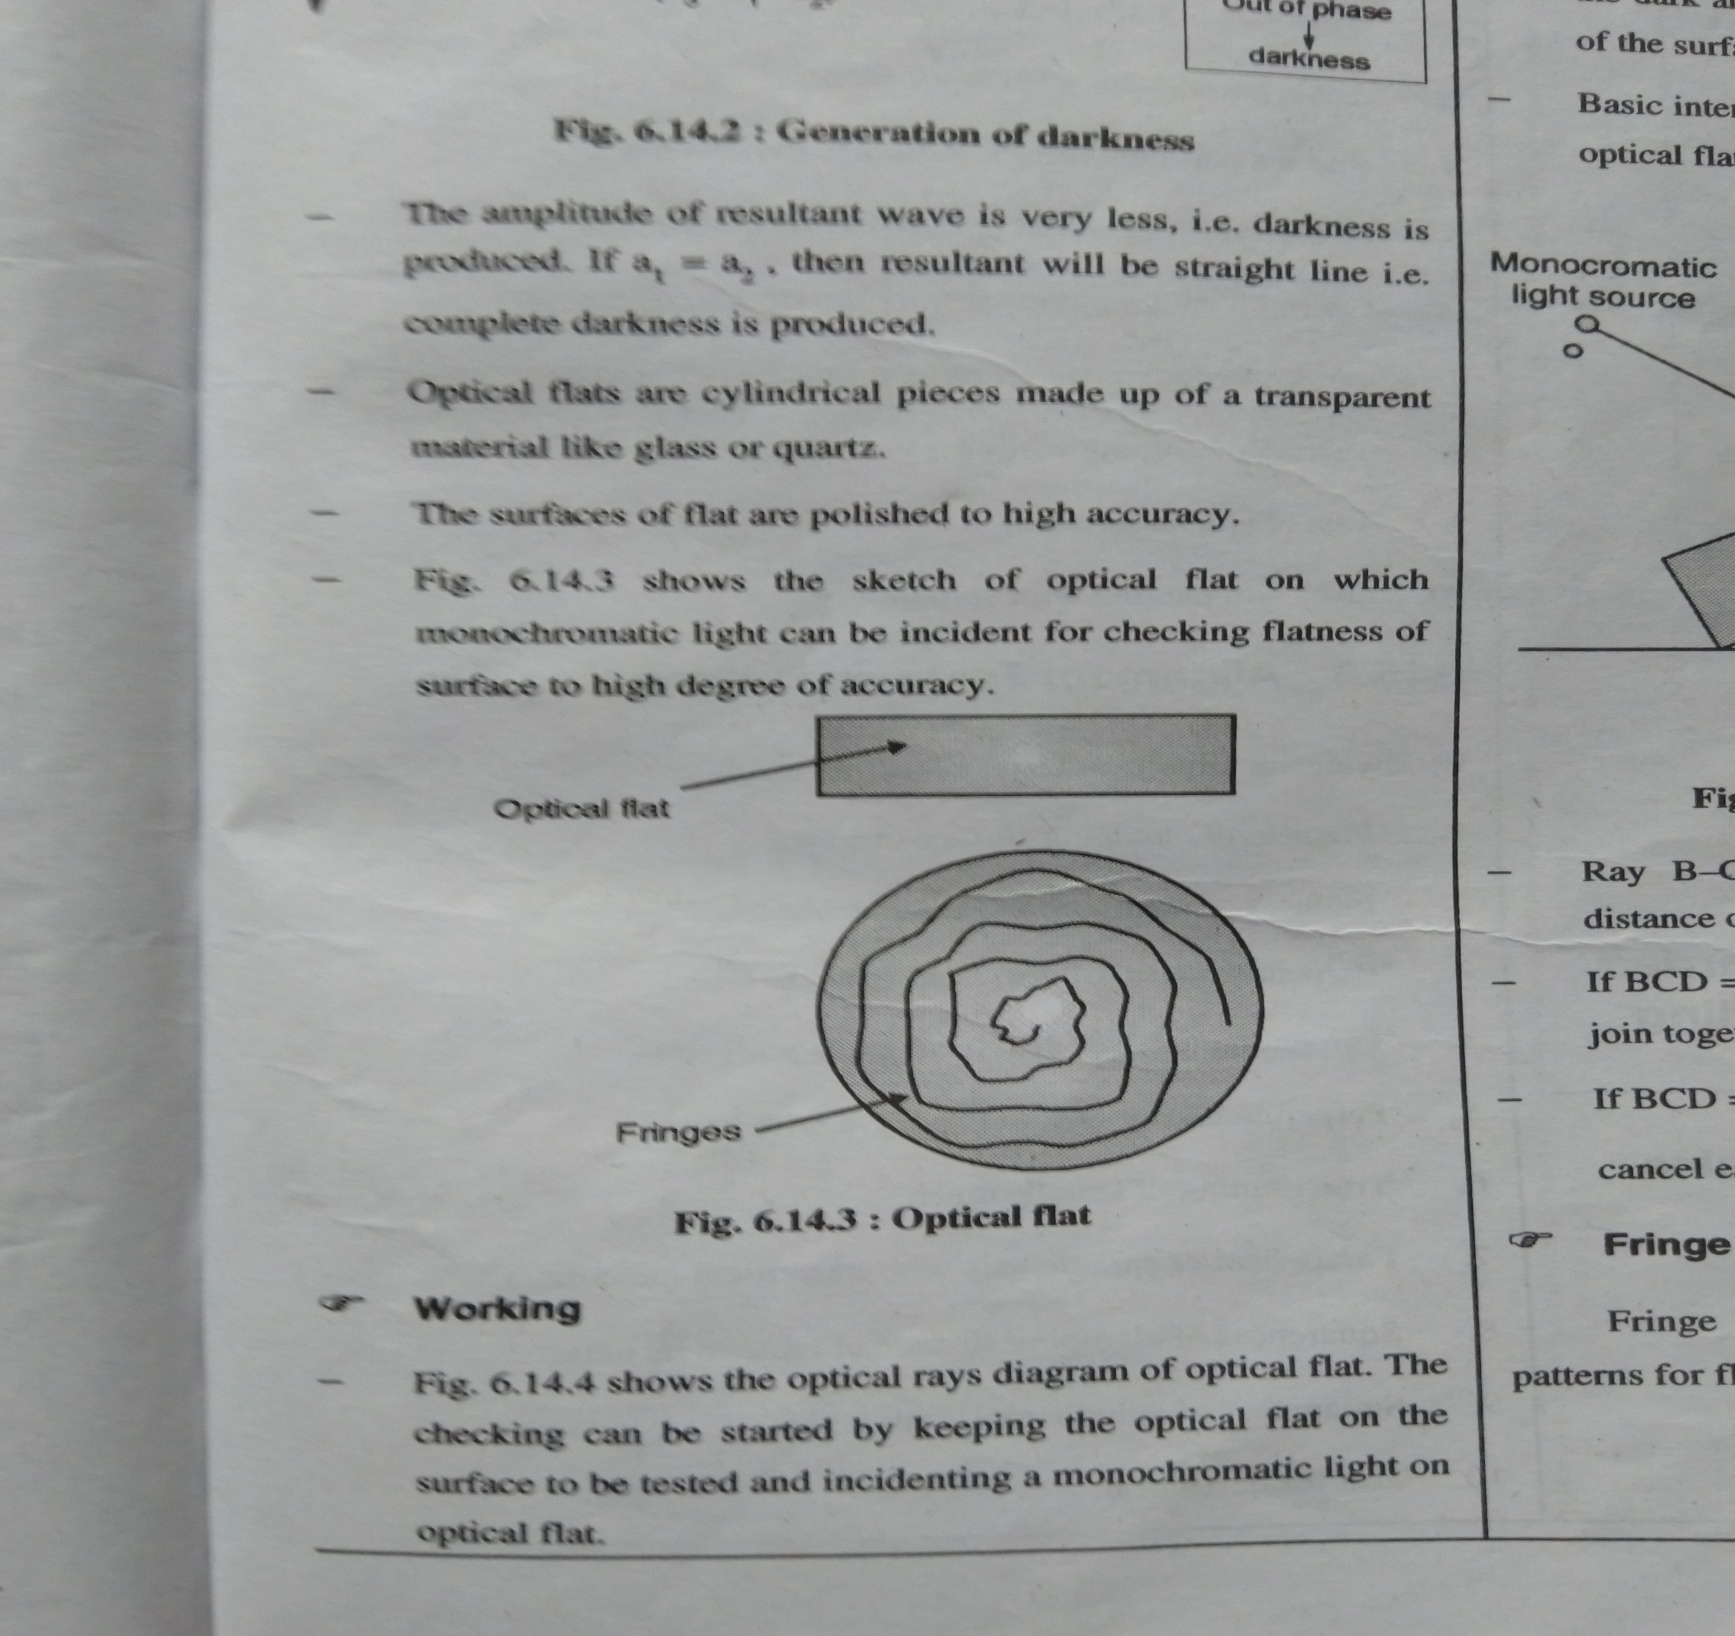 Out of phase
darkness
Fig. 6.14.2 : Generation of darkness
– The amplitude of resultant wave is very less, i.e. darkness is
produced. If a₁ = a₂ , then resultant will be straight line i.e.
complete darkness is produced.
– Optical flats are cylindrical pieces made up of a transparent
material like glass or quartz.
– The surfaces of flat are polished to high accuracy.
– Fig. 6.14.3 shows the sketch of optical flat on which
monochromatic light can be incident for checking flatness of
surface to high degree of accuracy.
Optical flat
Fringes
Fig. 6.14.3 : Optical flat
☞ Working
– Fig. 6.14.4 shows the optical rays diagram of optical flat. The
checking can be started by keeping the optical flat on the
surface to be tested and incidenting a monochromatic light on
optical flat.
of the
– Basic
optical
Monocromatic
light source
– Ray
distance
– If BCD =
join
– If BCD
cancel
☞ Fringe
Fringe
patterns for